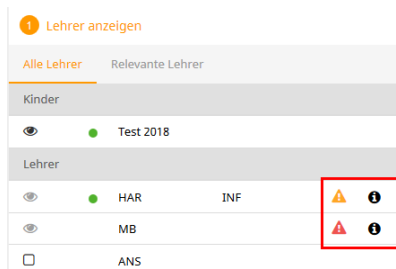 1 Lehrer anzeigen
Alle Lehrer Relevante Lehrer
Kinder
Test 2018
Lehrer
HAR INF
MB
ANS